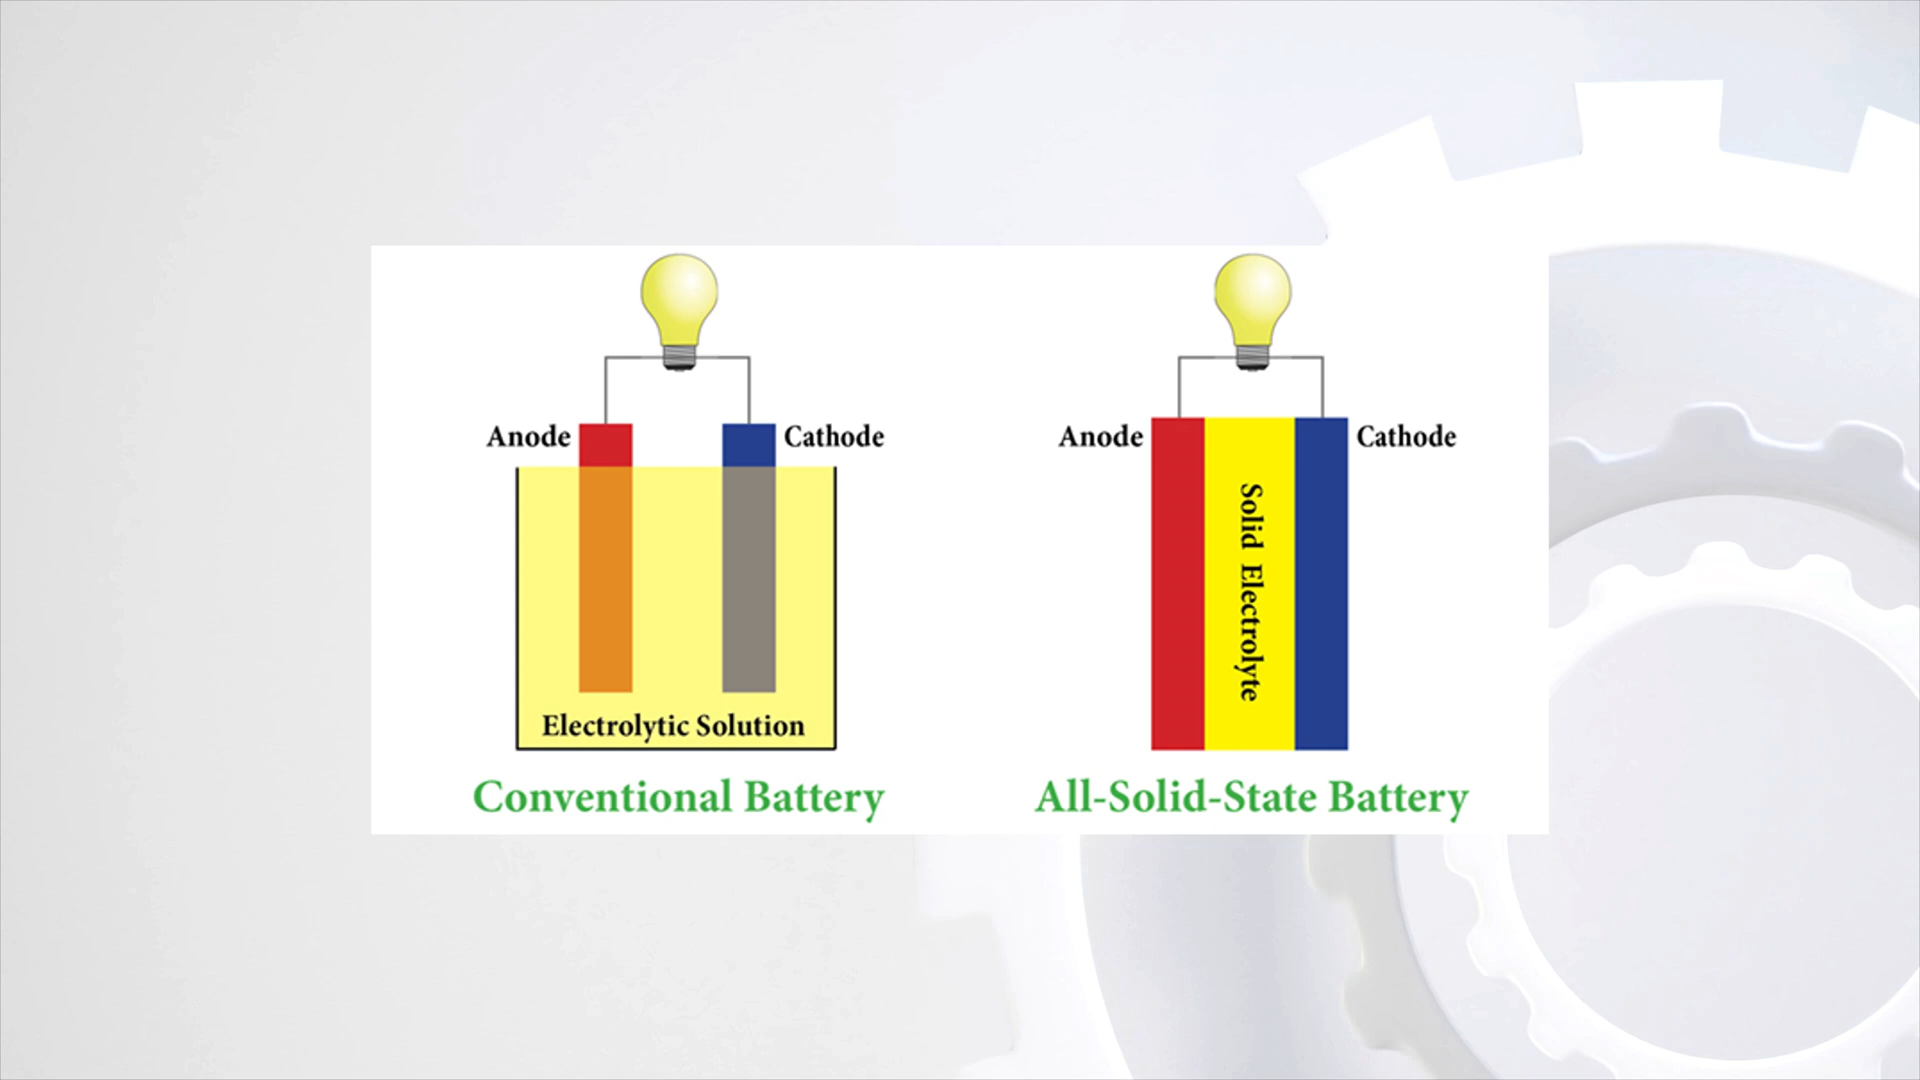 Anode
Cathode
Electrolytic Solution
Conventional Battery
Anode
Cathode
Solid Electrolyte
All-Solid-State Battery